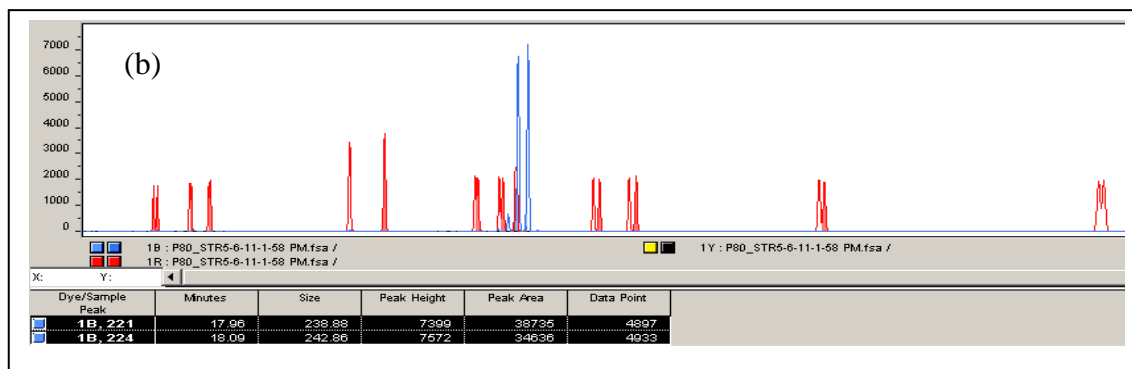 7000
(b)
6000
5000
4000
3000
2000
1000
0
1B : P80_STR5-6-11-1-58 PM.fsa / 1Y : P80_STR5-6-11-1-58 PM.fsa /
1R : P80_STR5-6-11-1-58 PM.fsa /
X: Y:
Dye/Sample Peak Minutes Size Peak Height Peak Area Data Point
1B, 221 17.96 238.88 7399 38735 4897
1B, 224 18.09 242.86 7572 34636 4933